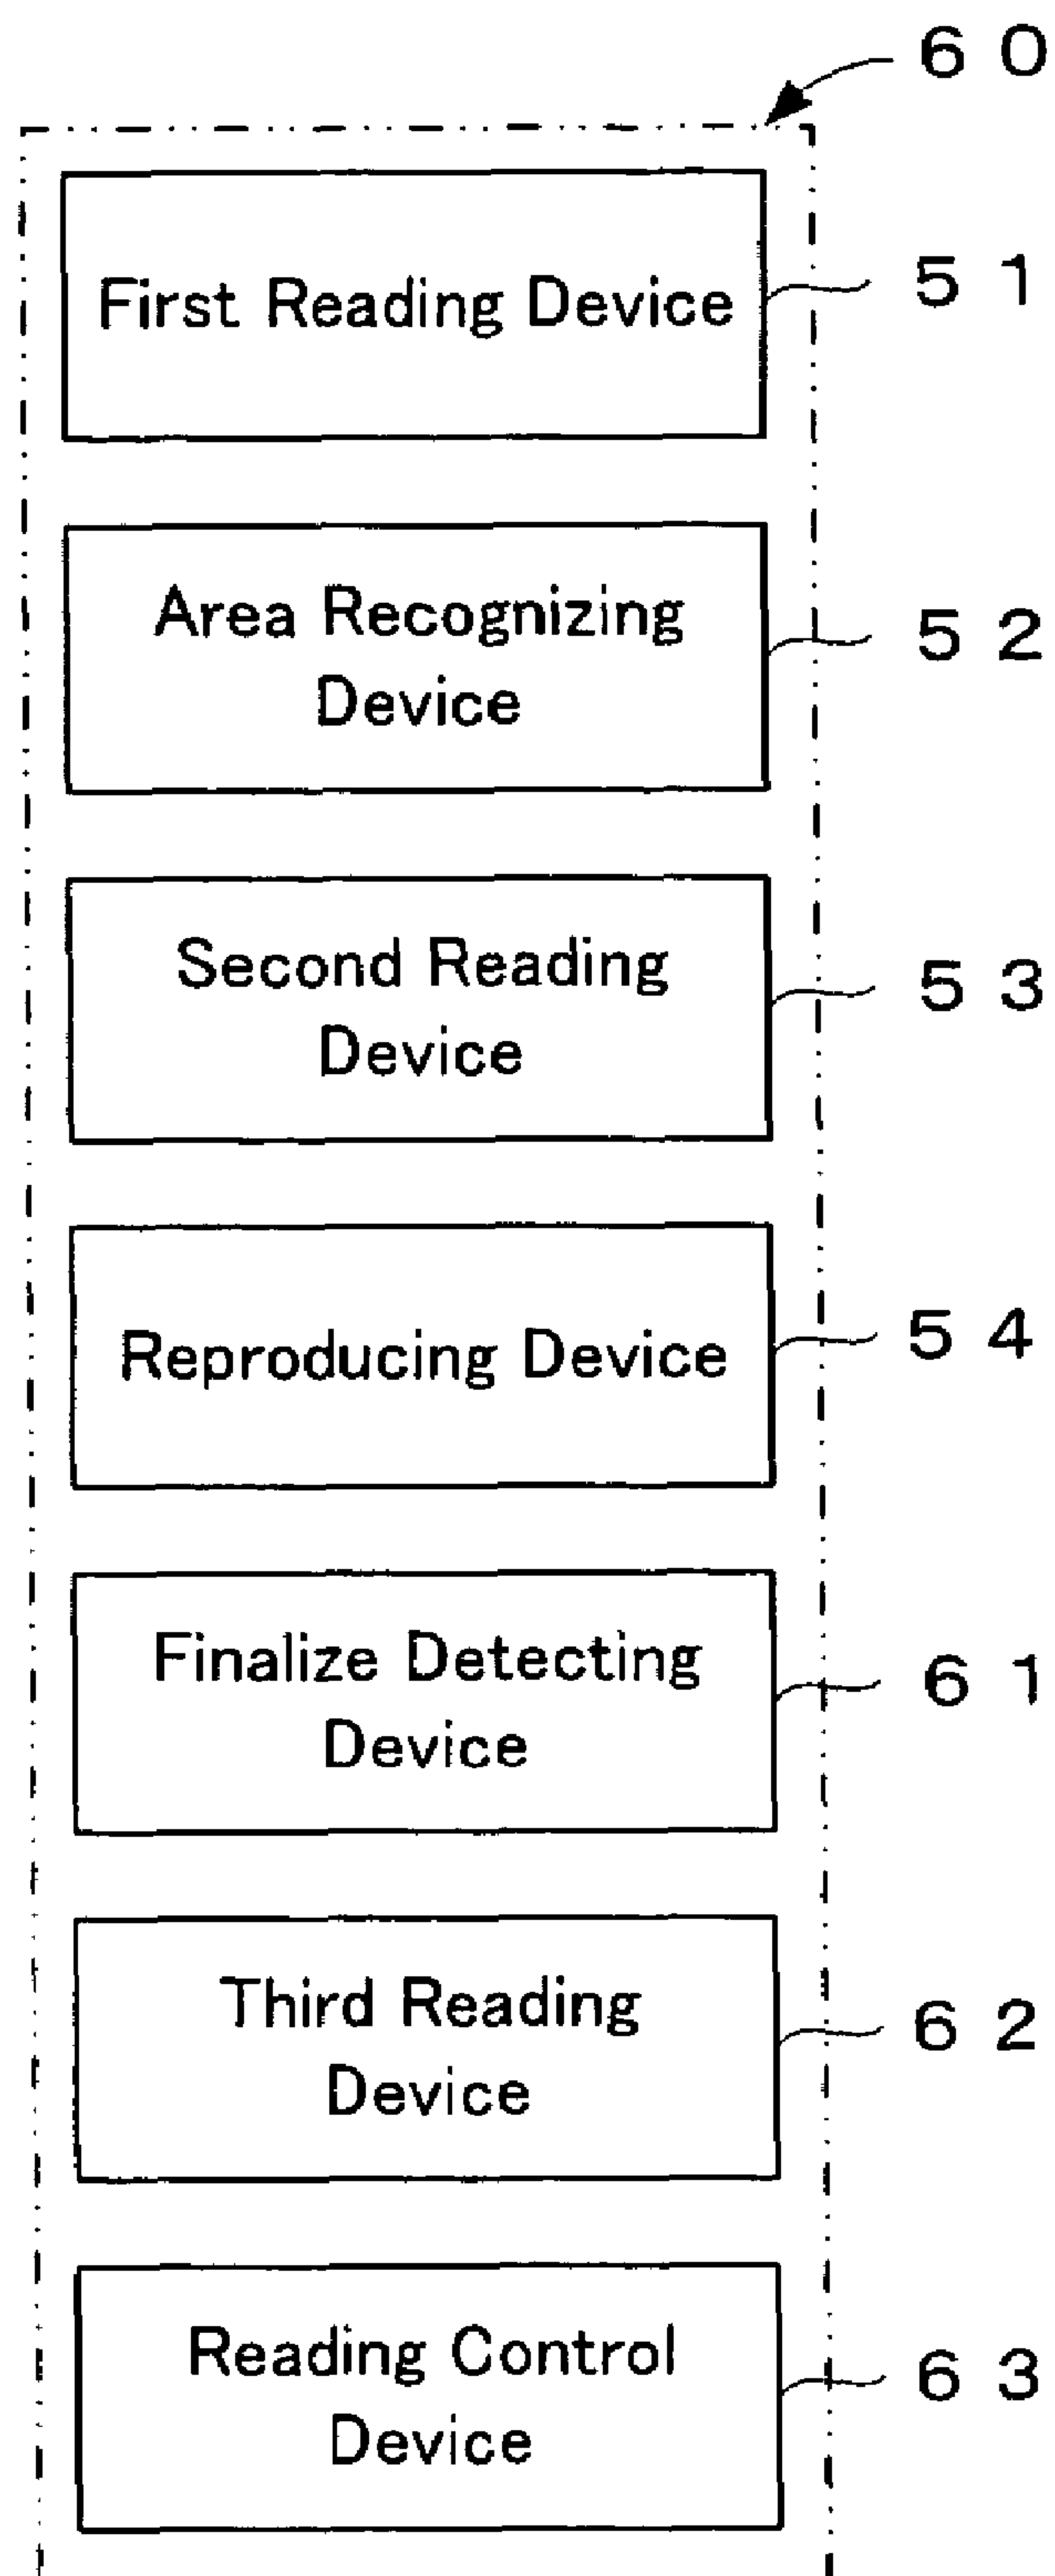 60
First Reading Device
51
Area Recognizing
Device
52
Second Reading
Device
53
Reproducing Device
54
Finalize Detecting
Device
61
Third Reading
Device
62
Reading Control
Device
63